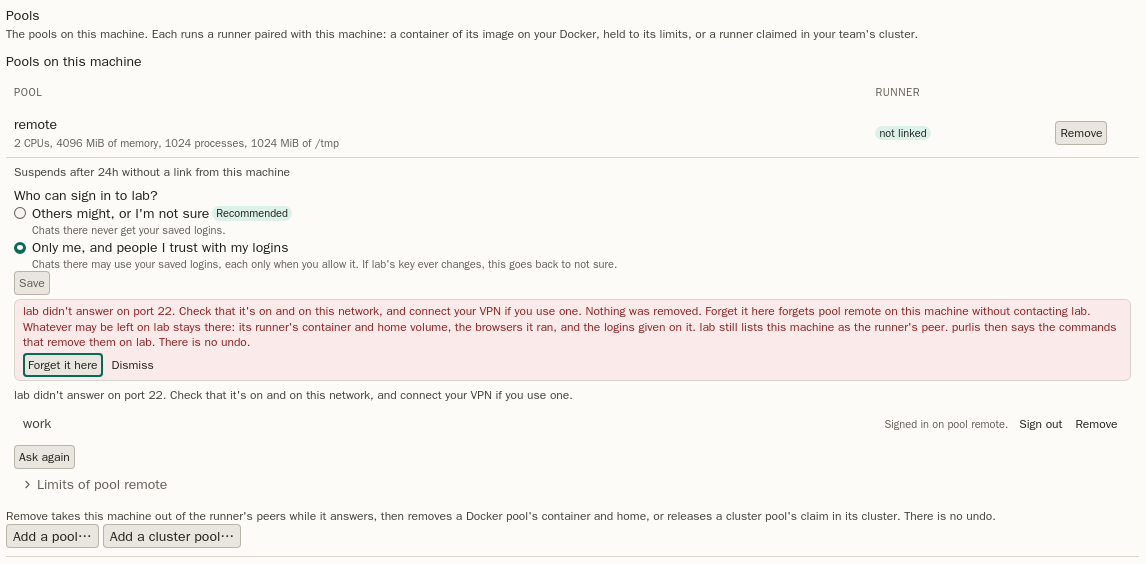 Pools
The pools on this machine. Each runs a runner paired with this machine: a container of its image on your Docker, held to its limits, or a runner claimed in your team's cluster.
Pools on this machine
POOL RUNNER
remote
2 CPUs, 4096 MiB of memory, 1024 processes, 1024 MiB of /tmp
not linked
Remove
Suspends after 24h without a link from this machine
Who can sign in to lab?
Others might, or I'm not sure Recommended
Chats there never get your saved logins.
Only me, and people I trust with my logins
Chats there may use your saved logins, each only when you allow it. If lab's key ever changes, this goes back to not sure.
Save
lab didn't answer on port 22. Check that it's on and on this network, and connect your VPN if you use one. Nothing was removed. Forget it here forgets pool remote on this machine without contacting lab.
Whatever may be left on lab stays there: its runner's container and home volume, the browsers it ran, and the logins given on it. lab still lists this machine as the runner's peer. purlis then says the commands
that remove them on lab. There is no undo.
Forget it here Dismiss
lab didn't answer on port 22. Check that it's on and on this network, and connect your VPN if you use one.
work Signed in on pool remote. Sign out Remove
Ask again
Limits of pool remote
Remove takes this machine out of the runner's peers while it answers, then removes a Docker pool's container and home, or releases a cluster pool's claim in its cluster. There is no undo.
Add a pool··· Add a cluster pool···